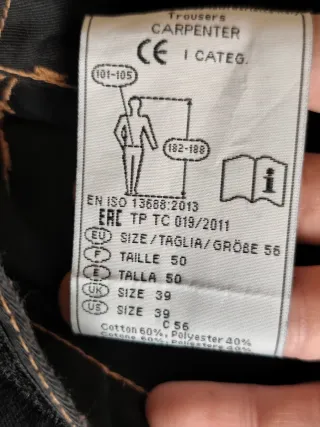 Trousers
CARPENTER
CE I CATEG.
101-105
182-188
EN ISO 13688:2013
EAC TP TC 019/2011
EU SIZE/TAGLIA/GRÖßE 56
F TAILLE 50
E TALLA 50
UK SIZE 39
US SIZE 39
C 56
Cotton 60%, Polyester 40%